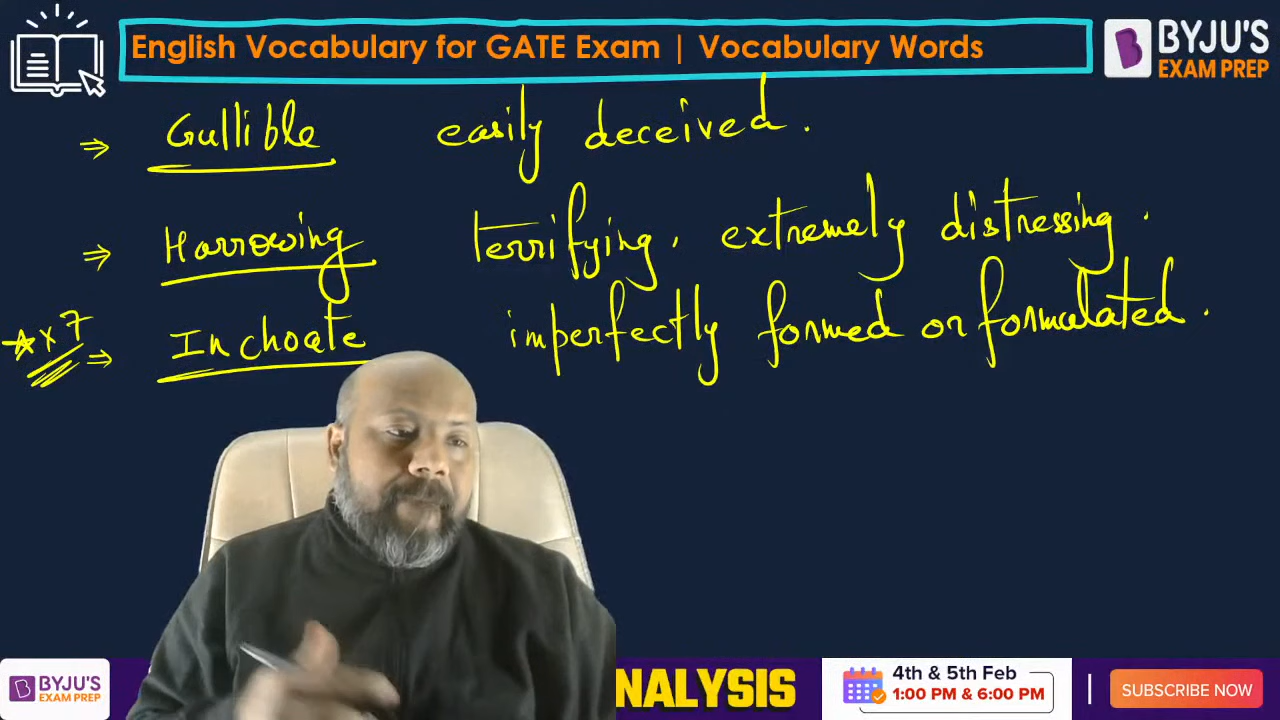 English Vocabulary for GATE Exam | Vocabulary Words
BYJU'S
EXAM PREP
⇒ Gullible easily deceived.
⇒ Harrowing terrifying. extremely distressing.
☆ x 7 ⇒ Inchoate imperfectly formed or formulated.
BYJU'S
EXAM PREP
NALYSIS
4th & 5th Feb
1:00 PM & 6:00 PM
SUBSCRIBE NOW